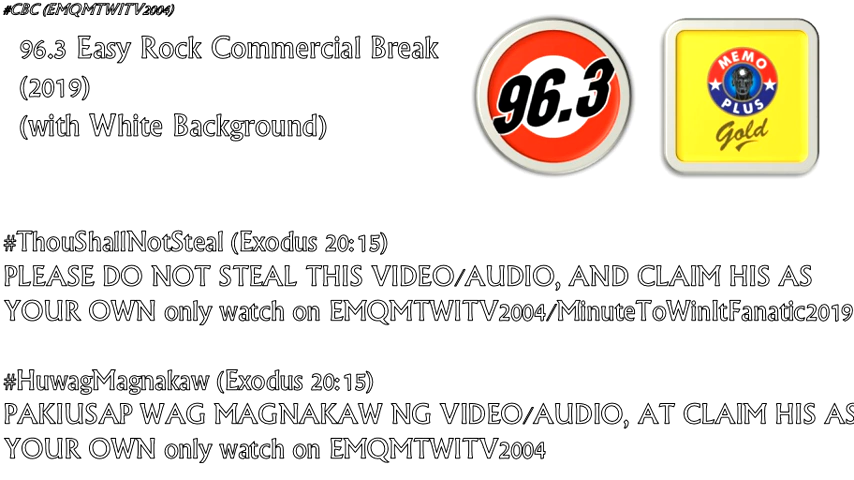 #CBC (EMQMTWITV2004)
96.3 Easy Rock Commercial Break
(2019)
(with White Background)
96.3
MEMO
PLUS
Gold
#ThouShallNotSteal (Exodus 20:15)
PLEASE DO NOT STEAL THIS VIDEO/AUDIO, AND CLAIM HIS AS
YOUR OWN only watch on EMQMTWITV2004/MinuteToWinItFanatic2019
#HuwagMagnakaw (Exodus 20:15)
PAKIUSAP WAG MAGNAKAW NG VIDEO/AUDIO, AT CLAIM HIS AS
YOUR OWN only watch on EMQMTWITV2004